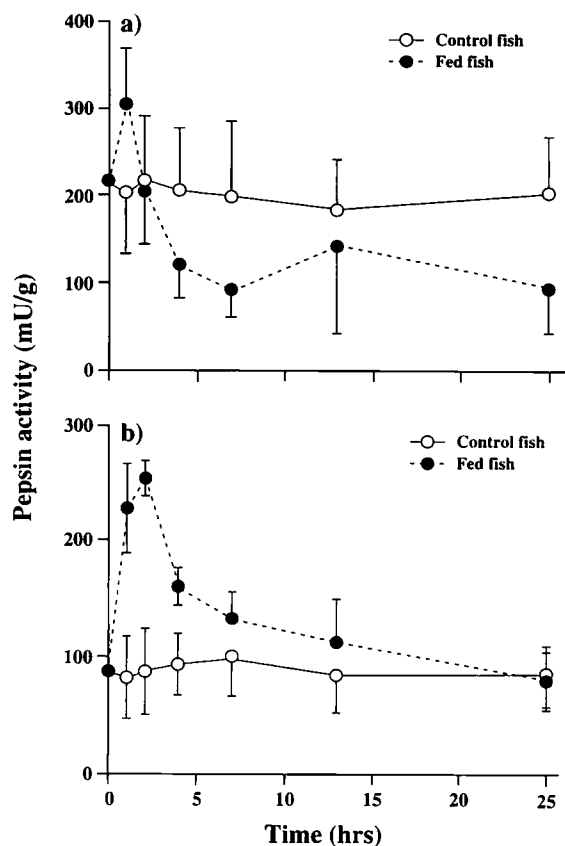 a)
Control fish
Fed fish
400
300
200
100
0
Pepsin activity (mU/g)
b)
Control fish
Fed fish
300
200
100
0
0 5 10 15 20 25
Time (hrs)